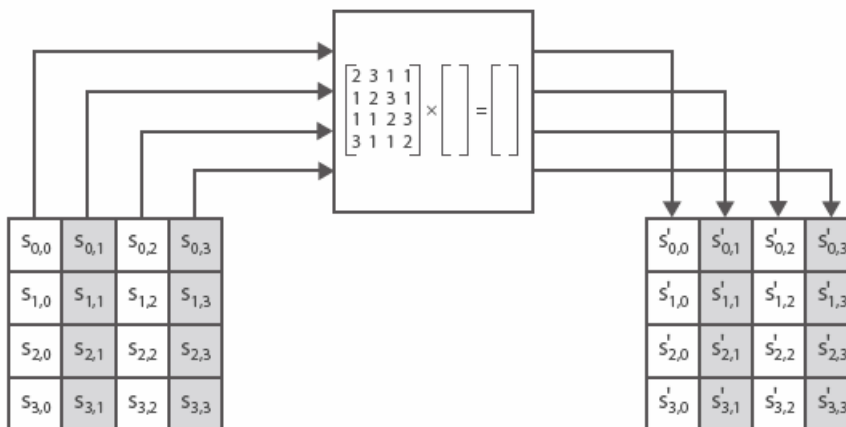 2 3 1 1
1 2 3 1
1 1 2 3
3 1 1 2
× =
S0,0 S0,1 S0,2 S0,3
S1,0 S1,1 S1,2 S1,3
S2,0 S2,1 S2,2 S2,3
S3,0 S3,1 S3,2 S3,3
S'0,0 S'0,1 S'0,2 S'0,3
S'1,0 S'1,1 S'1,2 S'1,3
S'2,0 S'2,1 S'2,2 S'2,3
S'3,0 S'3,1 S'3,2 S'3,3